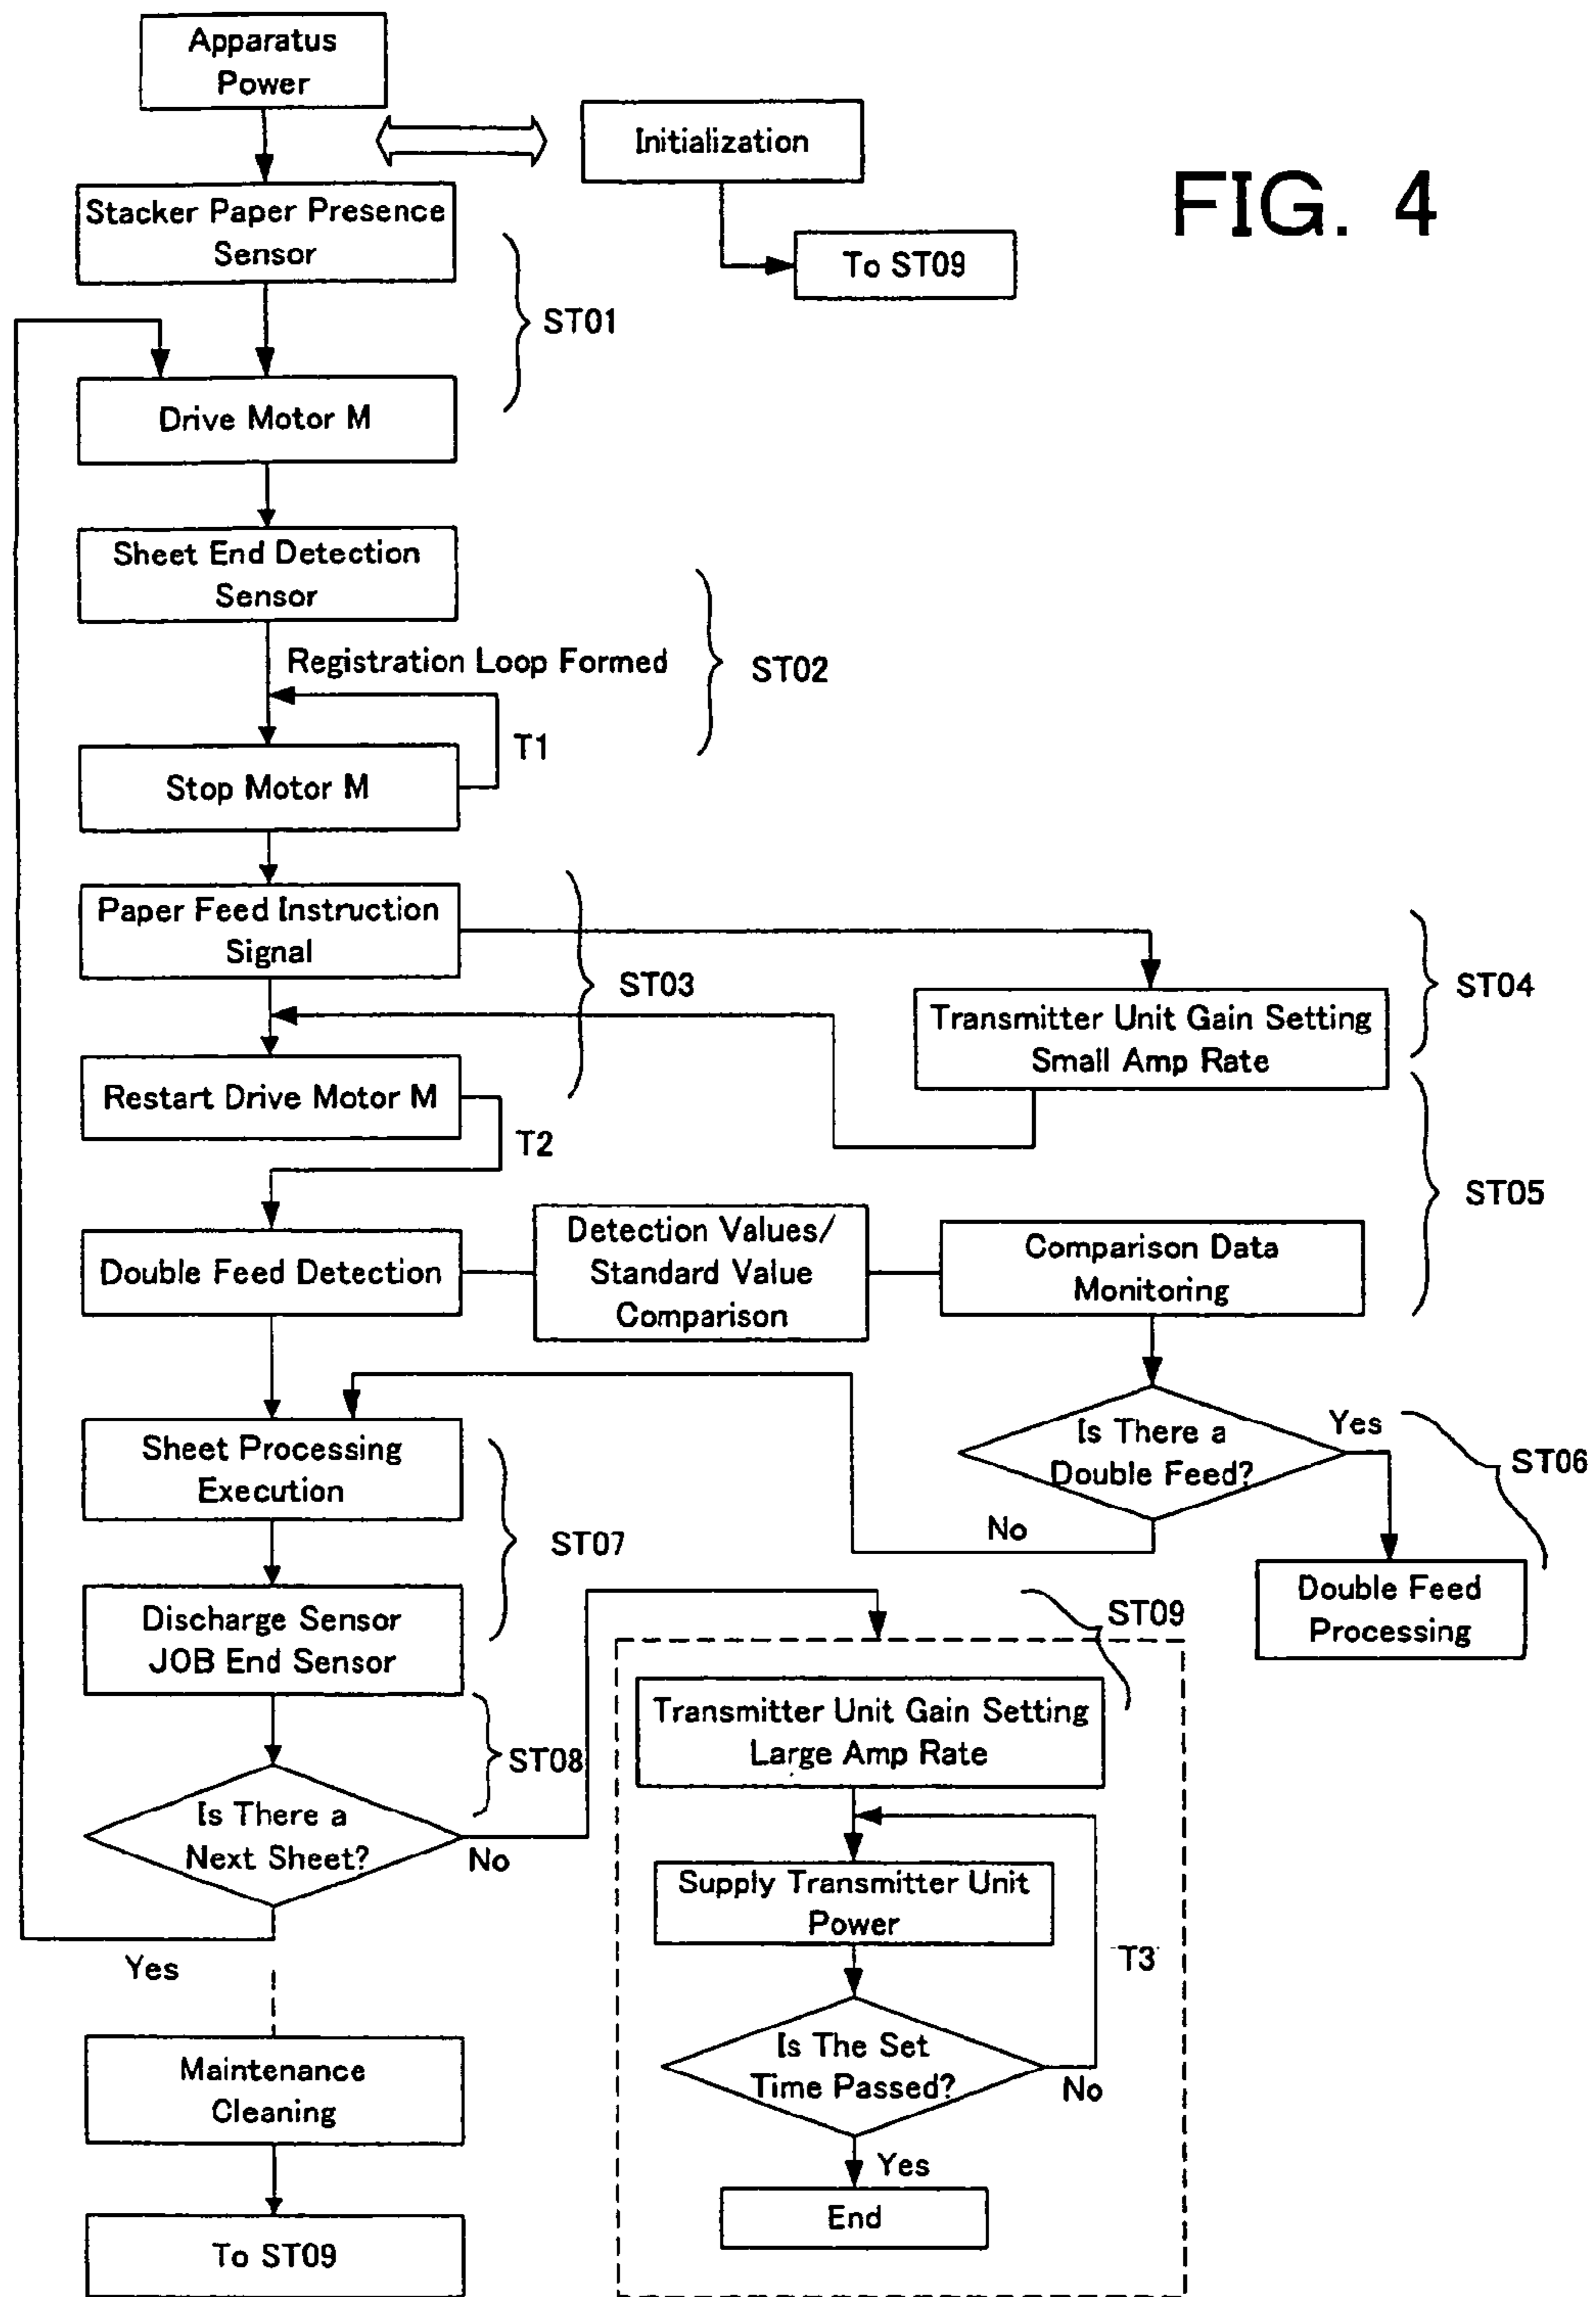 Apparatus
Power
Initialization
FIG. 4
Stacker Paper Presence
Sensor
To ST09
ST01
Drive Motor M
Sheet End Detection
Sensor
Registration Loop Formed
ST02
T1
Stop Motor M
Paper Feed Instruction
Signal
ST03
ST04
Transmitter Unit Gain Setting
Small Amp Rate
Restart Drive Motor M
T2
ST05
Double Feed Detection
Detection Values/
Standard Value
Comparison
Comparison Data
Monitoring
Is There a
Double Feed?
Yes
ST06
No
Sheet Processing
Execution
ST07
Double Feed
Processing
Discharge Sensor
JOB End Sensor
ST09
Transmitter Unit Gain Setting
Large Amp Rate
ST08
Is There a
Next Sheet?
No
Supply Transmitter Unit
Power
T3
Yes
Is The Set
Time Passed?
No
Maintenance
Cleaning
Yes
End
To ST09